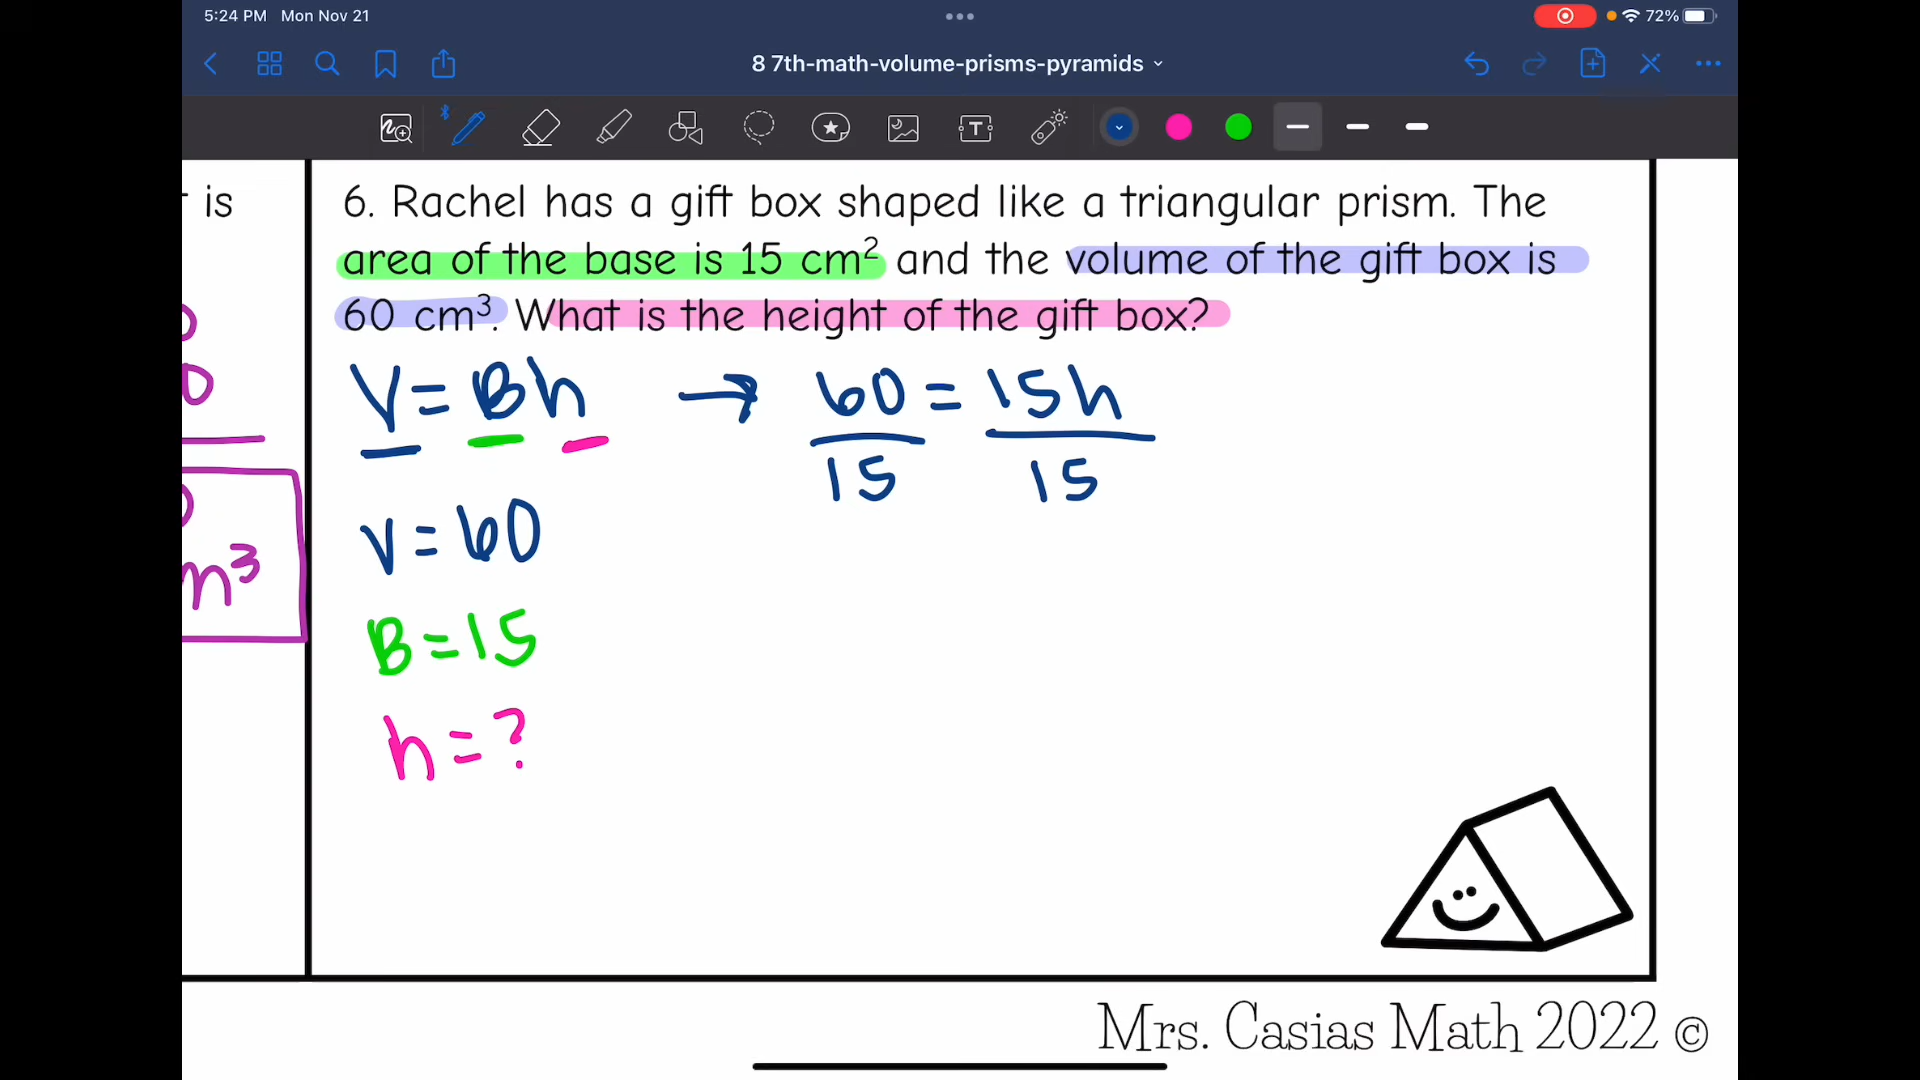 5:24 PM Mon Nov 21
72%
8 7th-math-volume-prisms-pyramids
T
is
6. Rachel has a gift box shaped like a triangular prism. The
area of the base is 15 cm² and the volume of the gift box is
60 cm³. What is the height of the gift box?
V = Bh → 60 = 15h
15 15
V = 60
B = 15
h = ?
0
0
m³
Mrs. Casias Math 2022 ©